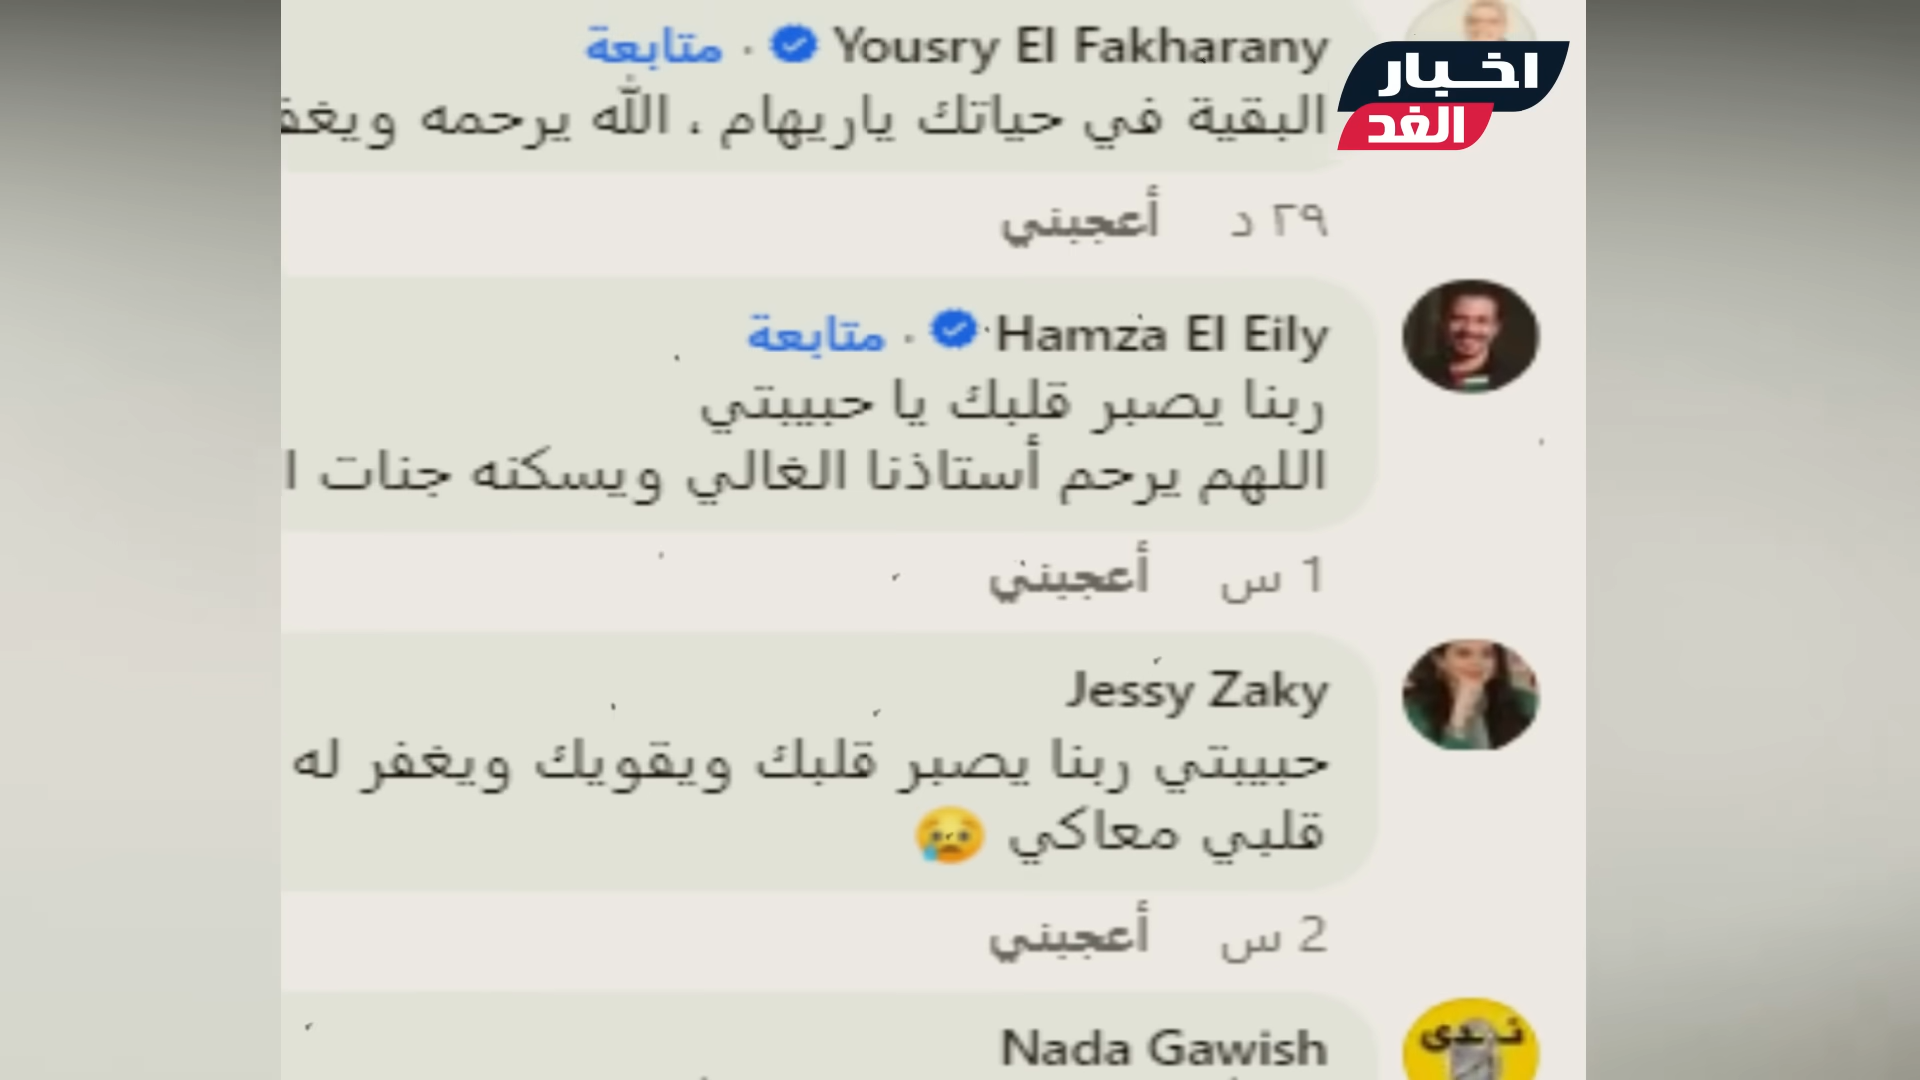 اخبار
الغد
Yousry El Fakharany · متابعة
البقية في حياتك ياريهام . الله يرحمه ويغف
٢٩ د أعجبني
Hamza El Eily · متابعة
ربنا يصبر قلبك يا حبيبتي
اللهم يرحم أستاذنا الغالي ويسكنه جنات ا
1 س أعجبني
Jessy Zaky
حبيبتي ربنا يصبر قلبك ويقويك ويغفر له
قلبي معاكي 😢
2 س أعجبني
Nada Gawish
ندى